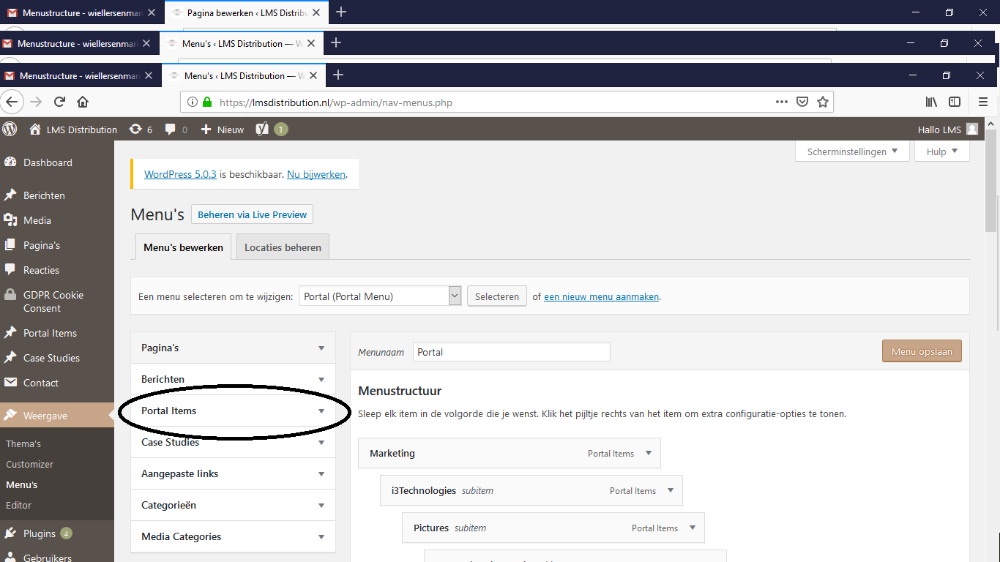 Menustructure - wiellersenmari
Pagina bewerken ‹ LMS Distribu
Menustructure - wiellersenmari
Menu's ‹ LMS Distribution — W
Menustructure - wiellersenmari
Menu's ‹ LMS Distribution — W
https://lmsdistribution.nl/wp-admin/nav-menus.php
LMS Distribution 6 0 Nieuw 1
Hallo LMS
Dashboard
Berichten
Media
Pagina's
Reacties
GDPR Cookie
Consent
Portal Items
Case Studies
Contact
Weergave
Thema's
Customizer
Menu's
Editor
Plugins 4
Gebruikers
Scherminstellingen
Hulp
WordPress 5.0.3 is beschikbaar. Nu bijwerken.
Menu's Beheren via Live Preview
Menu's bewerken Locaties beheren
Een menu selecteren om te wijzigen: Portal (Portal Menu) Selecteren of een nieuw menu aanmaken.
Pagina's
Berichten
Portal Items
Case Studies
Aangepaste links
Categorieën
Media Categories
Menunaam Portal Menu opslaan
Menustructuur
Sleep elk item in de volgorde die je wenst. Klik het pijltje rechts van het item om extra configuratie-opties te tonen.
Marketing Portal Items
i3Technologies subitem Portal Items
Pictures subitem Portal Items